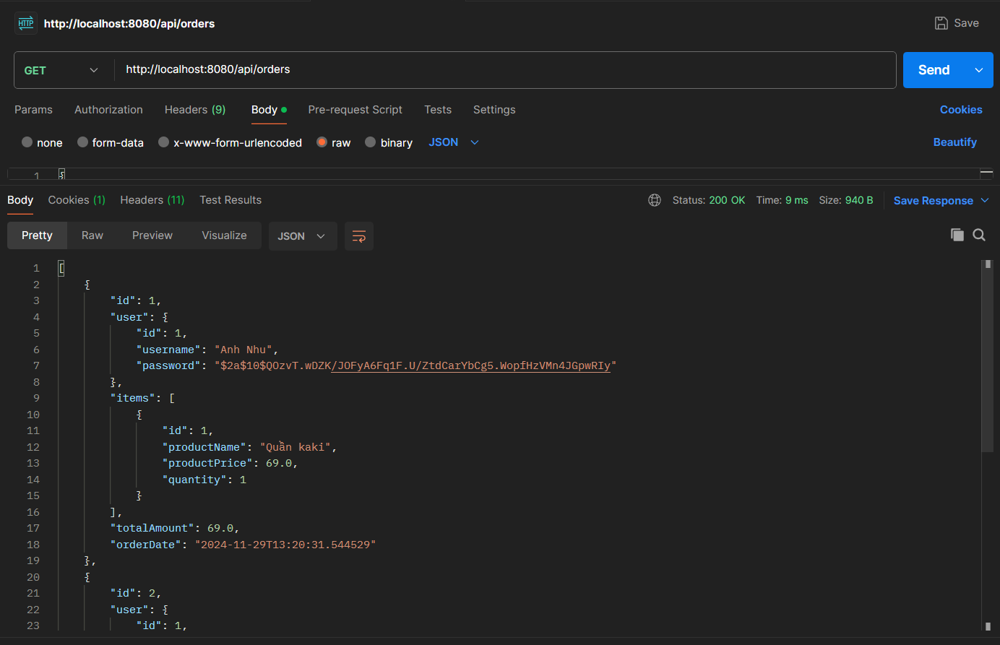 HTTP http://localhost:8080/api/orders Save
GET http://localhost:8080/api/orders Send
Params Authorization Headers (9) Body Pre-request Script Tests Settings Cookies
none form-data x-www-form-urlencoded raw binary JSON Beautify
1 {
Body Cookies (1) Headers (11) Test Results Status: 200 OK Time: 9 ms Size: 940 B Save Response
Pretty Raw Preview Visualize JSON
1 [
2 {
3 "id": 1,
4 "user": {
5 "id": 1,
6 "username": "Anh Nhu",
7 "password": "$2a$10$QOzvT.wDZK/JOFyA6Fq1F.U/ZtdCarYbCg5.WopfHzVMn4JGpwRIy"
8 },
9 "items": [
10 {
11 "id": 1,
12 "productName": "Quần kaki",
13 "productPrice": 69.0,
14 "quantity": 1
15 }
16 ],
17 "totalAmount": 69.0,
18 "orderDate": "2024-11-29T13:20:31.544529"
19 },
20 {
21 "id": 2,
22 "user": {
23 "id": 1,